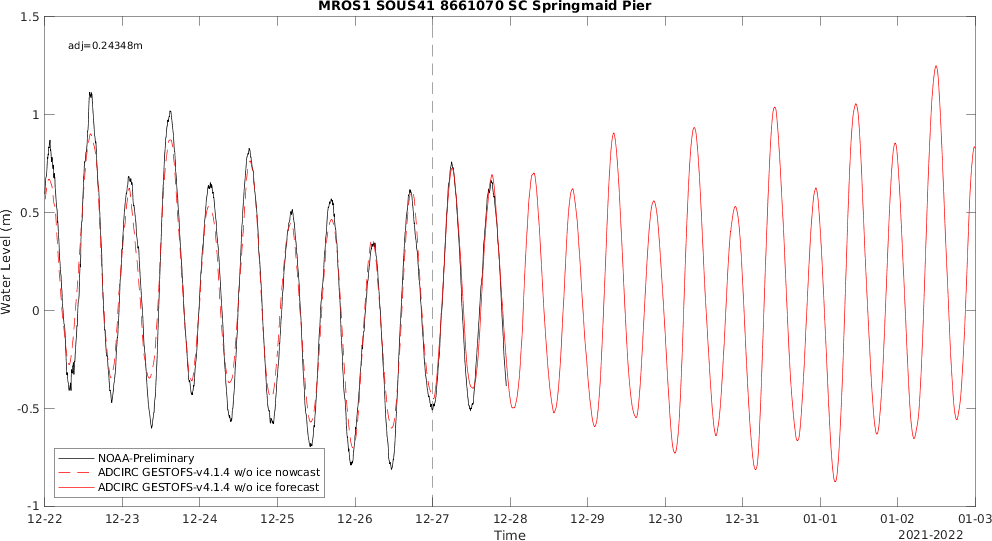 MROS1 SOUS41 8661070 SC Springmaid Pier
adj=0.24348m
1.5
1
0.5
0
-0.5
-1
Water Level (m)
NOAA-Preliminary
ADCIRC GESTOFS-v4.1.4 w/o ice nowcast
ADCIRC GESTOFS-v4.1.4 w/o ice forecast
12-22 12-23 12-24 12-25 12-26 12-27 12-28 12-29 12-30 12-31 01-01 01-02 01-03
Time
2021-2022